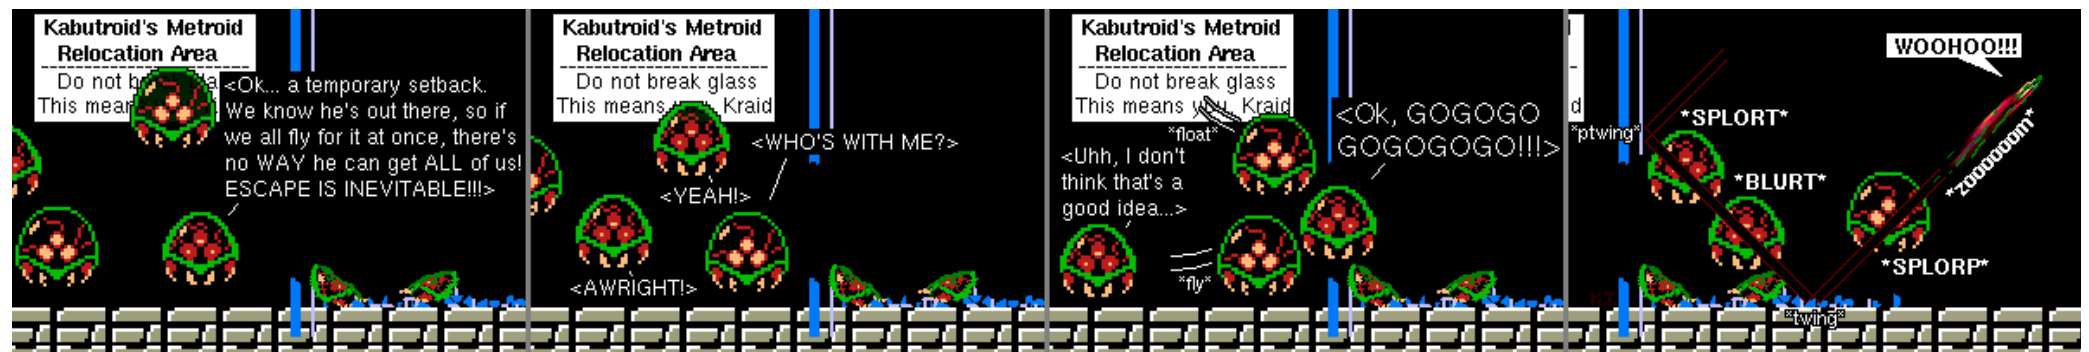 Kabutroid's Metroid
Relocation Area
Do not b
This mear
<Ok... a temporary setback.
We know he's out there, so if
we all fly for it at once, there's
no WAY he can get ALL of us!
ESCAPE IS INEVITABLE!!!>
Kabutroid's Metroid
Relocation Area
Do not break glass
This means you, Kraid
<WHO'S WITH ME?>
<YEAH!>
<AWRIGHT!>
Kabutroid's Metroid
Relocation Area
Do not break glass
This means you, Kraid
*float*
<Ok, GOGOGO
GOGOGOGO!!!>
<Uhh, I don't
think that's a
good idea...>
*fly*
d
WOOHOO!!!
*SPLORT*
*ptwing*
*BLURT*
*zoooooom*
*SPLORP*
*twing*